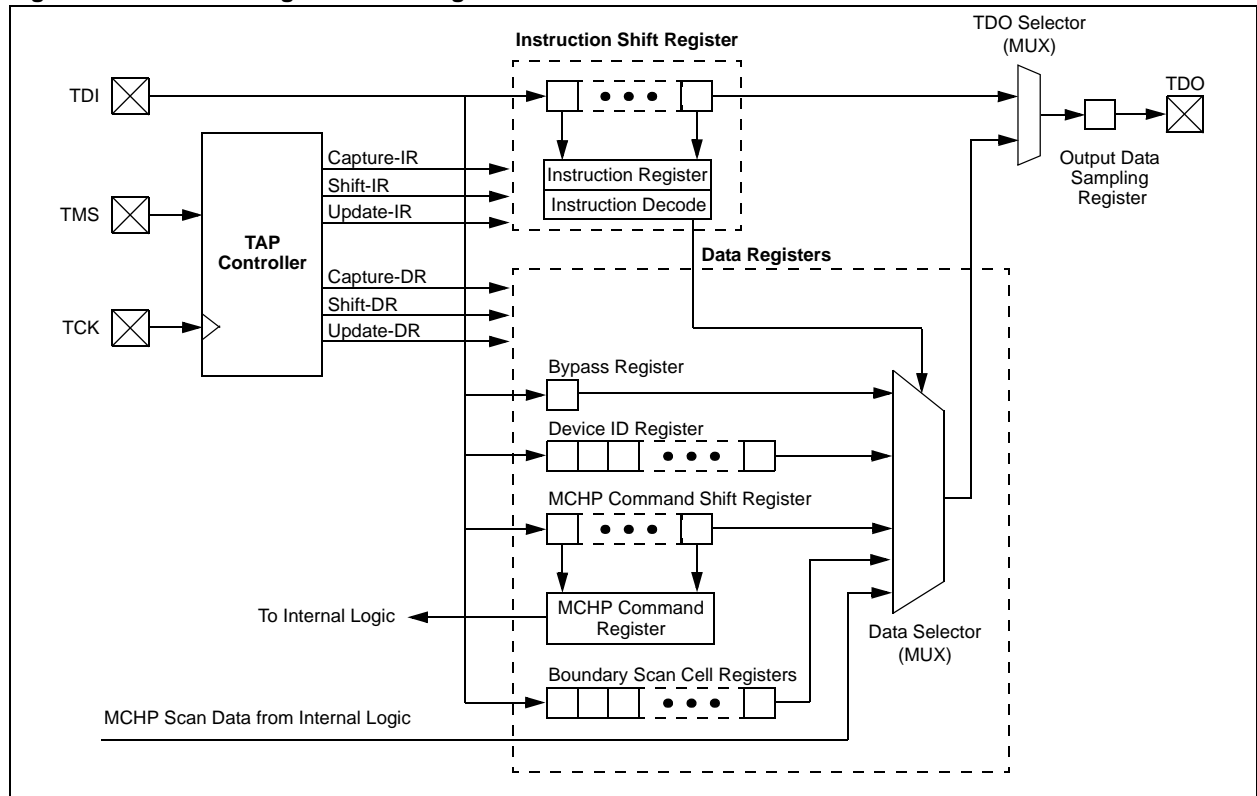 Instruction Shift Register
TDO Selector
(MUX)
TDI
TDO
Capture-IR
Shift-IR
Update-IR
Instruction Register
Instruction Decode
Output Data
Sampling
Register
TMS
TAP
Controller
Data Registers
Capture-DR
Shift-DR
Update-DR
TCK
Bypass Register
Device ID Register
MCHP Command Shift Register
To Internal Logic
MCHP Command
Register
Data Selector
(MUX)
Boundary Scan Cell Registers
MCHP Scan Data from Internal Logic